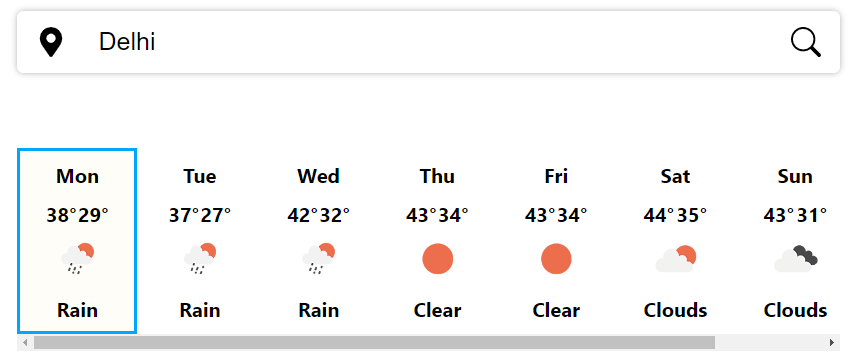 Delhi
Mon Tue Wed Thu Fri Sat Sun
38°29° 37°27° 42°32° 43°34° 43°34° 44°35° 43°31°
Rain Rain Rain Clear Clear Clouds Clouds